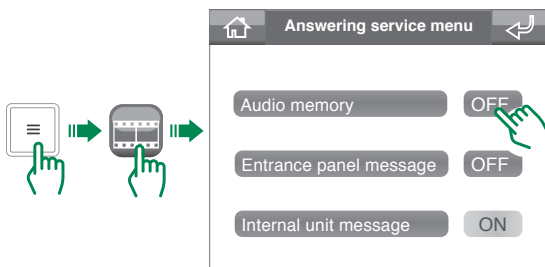 Answering service menu
Audio memory OFF
Entrance panel message OFF
Internal unit message ON